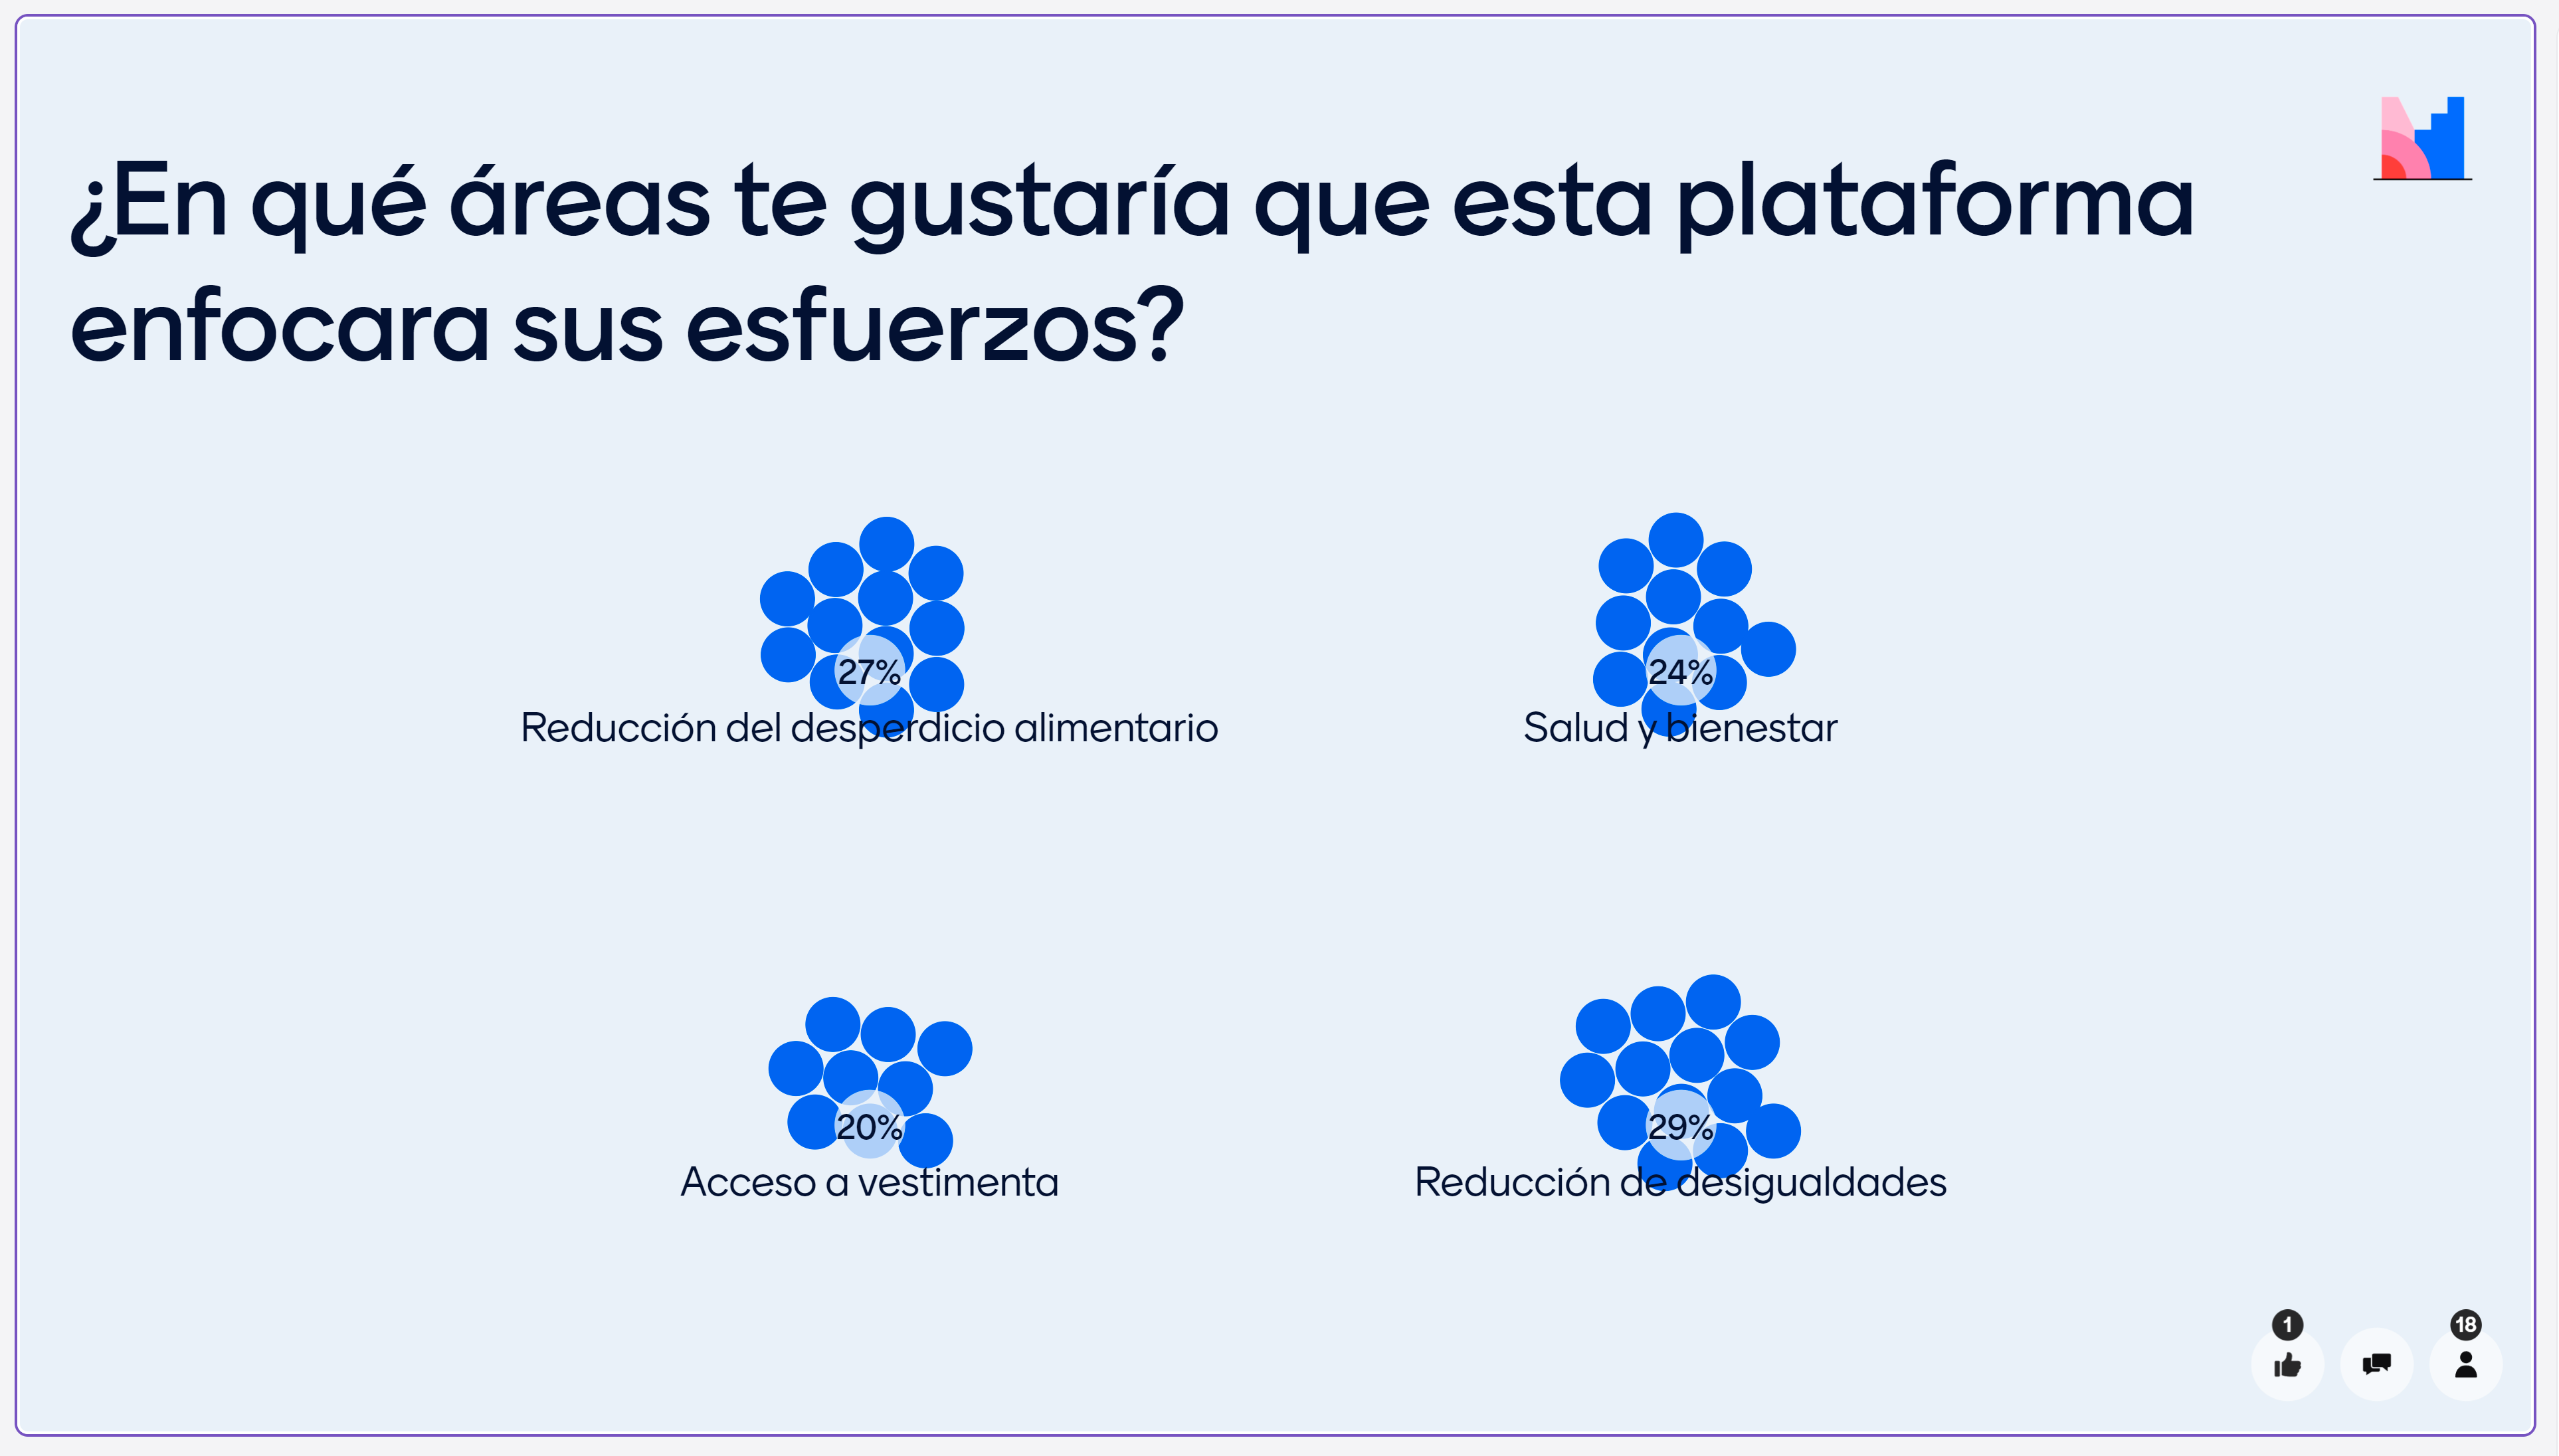 ¿En qué áreas te gustaría que esta plataforma
enfocara sus esfuerzos?
27%
Reducción del desperdicio alimentario
24%
Salud y bienestar
20%
Acceso a vestimenta
29%
Reducción de desigualdades
1
18